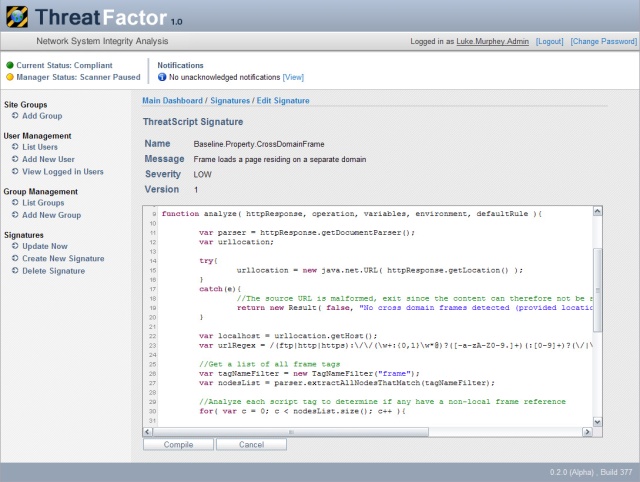 ThreatFactor 1.0
Network System Integrity Analysis
Logged in as Luke.Murphey.Admin [Logout] [Change Password]
Current Status: Compliant
Manager Status: Scanner Paused
Notifications
No unacknowledged notifications [View]
Site Groups
Add Group
User Management
List Users
Add New User
View Logged in Users
Group Management
List Groups
Add New Group
Signatures
Update Now
Create New Signature
Delete Signature
Main Dashboard / Signatures / Edit Signature
ThreatScript Signature
Name Baseline.Property.CrossDomainFrame
Message Frame loads a page residing on a separate domain
Severity LOW
Version 1
9 function analyze( httpResponse, operation, variables, environment, defaultRule ){
10
11 var parser = httpResponse.getDocumentParser();
12 var urllocation;
13
14 try{
15 urllocation = new java.net.URL( httpResponse.getLocation() );
16 }
17 catch(e){
18 //The source URL is malformed, exit since the content can therefore not be s
19 return new Result( false, "No cross domain frames detected (provided locatio
20 }
21
22 var localhost = urllocation.getHost();
23 var urlRegex = /(ftp|http|https):\/\/(\w+:{0,1}\w*@)?([-a-zA-Z0-9.]+)(:[0-9]+)?(\/|\
24
25 //Get a list of all frame tags
26 var tagNameFilter = new TagNameFilter("frame");
27 var nodesList = parser.extractAllNodesThatMatch(tagNameFilter);
28
29 //Analyze each script tag to determine if any have a non-local frame reference
30 for( var c = 0; c < nodesList.size(); c++ ){
31
Compile
Cancel
0.2.0 (Alpha) , Build 377